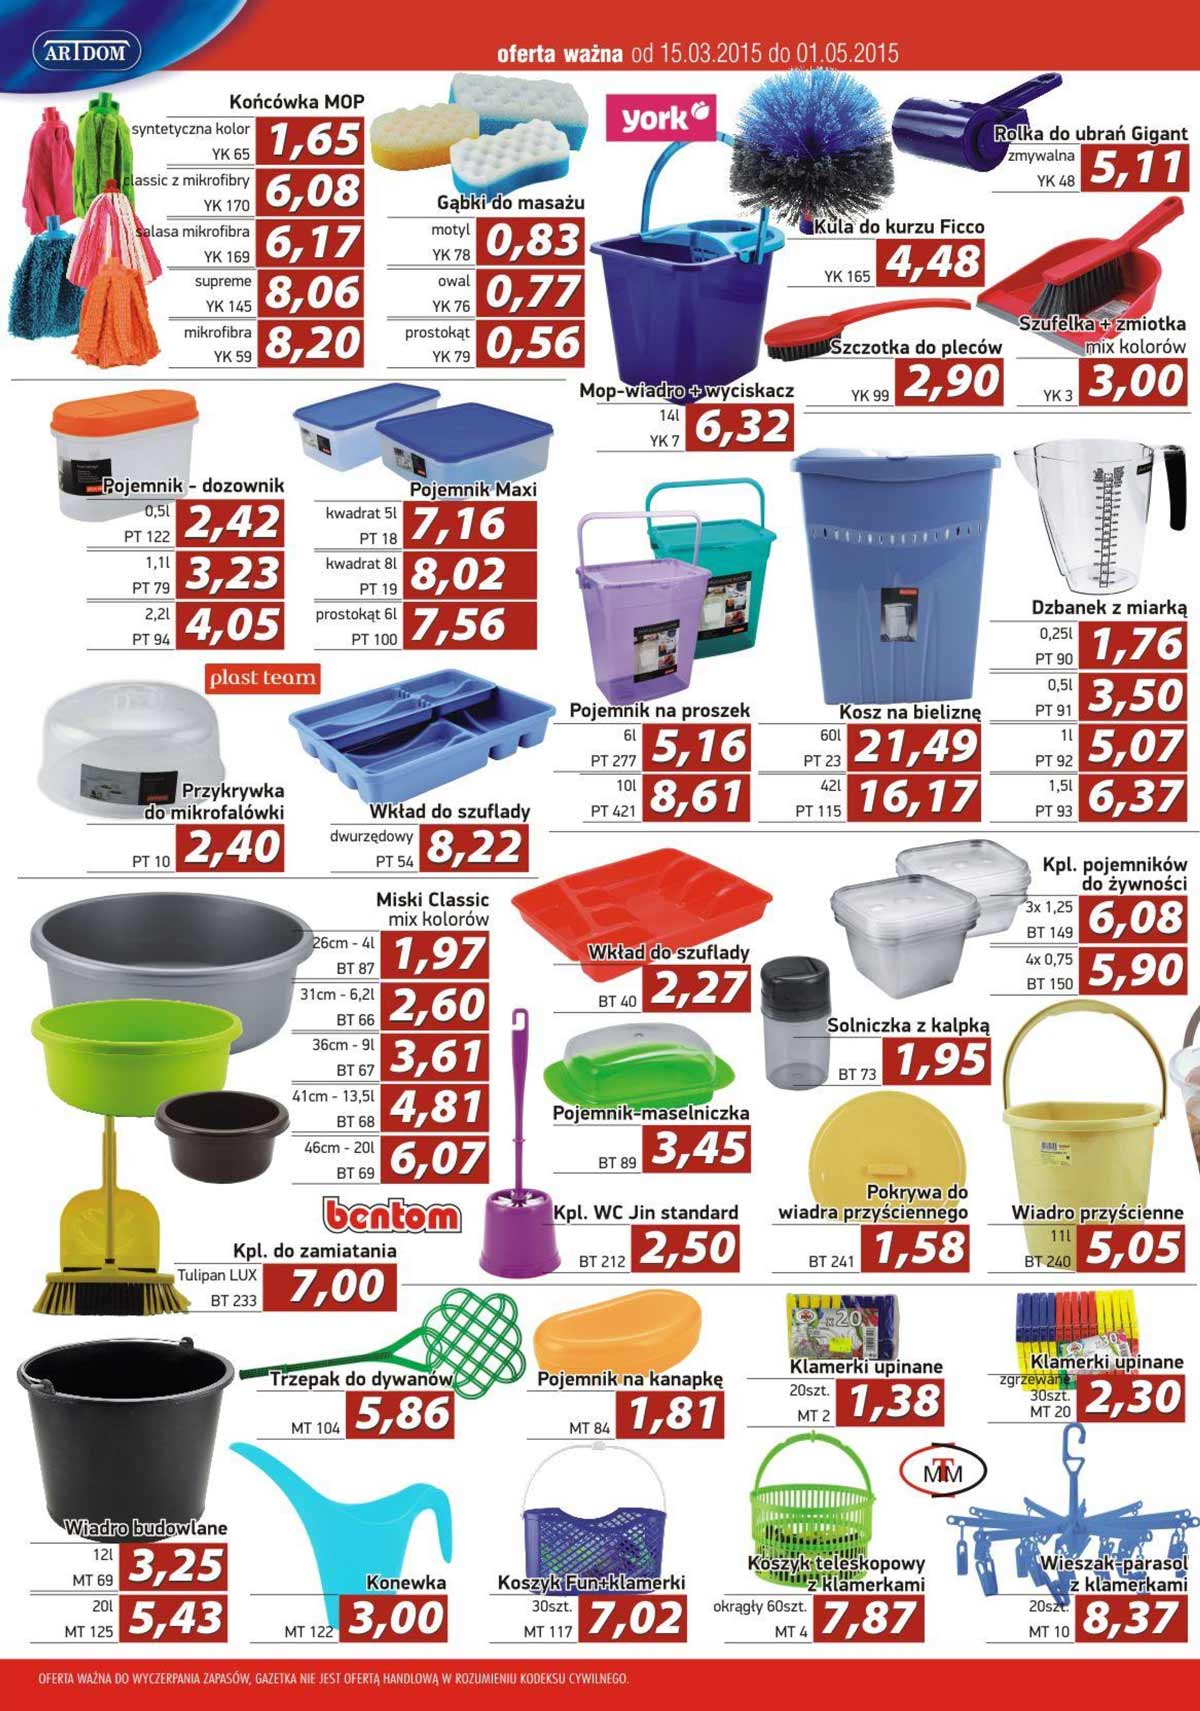 ARTDOM
oferta ważna od 15.03.2015 do 01.05.2015
Końcówka MOP
syntetyczna kolor
YK 65
1,65
classic z mikrofibry
YK 170
6,08
salasa mikrofibra
YK 169
6,17
supreme
YK 145
8,06
mikrofibra
YK 59
8,20
Gąbki do masażu
motyl
YK 78
0,83
owal
YK 76
0,77
prostokąt
YK 79
0,56
york
Mop-wiadro + wyciskacz
14l
YK 7
6,32
Kula do kurzu Ficco
YK 165
4,48
Rolka do ubrań Gigant
zmywalna
YK 48
5,11
Szczotka do pleców
YK 99
2,90
Szufelka + zmiotka
mix kolorów
YK 3
3,00
Pojemnik - dozownik
0,5l
PT 122
2,42
1,1l
PT 79
3,23
2,2l
PT 94
4,05
Pojemnik Maxi
kwadrat 5l
PT 18
7,16
kwadrat 8l
PT 19
8,02
prostokąt 6l
PT 100
7,56
plast team
Przykrywka
do mikrofalówki
PT 10
2,40
Wkład do szuflady
dwurzędowy
PT 54
8,22
Pojemnik na proszek
6l
PT 277
5,16
10l
PT 421
8,61
Kosz na bieliznę
60l
PT 23
21,49
42l
PT 115
16,17
Dzbanek z miarką
0,25l
PT 90
1,76
0,5l
PT 91
3,50
1l
PT 92
5,07
1,5l
PT 93
6,37
Miski Classic
mix kolorów
26cm - 4l
BT 87
1,97
31cm - 6,2l
BT 66
2,60
36cm - 9l
BT 67
3,61
41cm - 13,5l
BT 68
4,81
46cm - 20l
BT 69
6,07
bentom
Kpl. do zamiatania
Tulipan LUX
BT 233
7,00
Wkład do szuflady
BT 40
2,27
Pojemnik-maselniczka
BT 89
3,45
Kpl. WC Jin standard
BT 212
2,50
Kpl. pojemników
do żywności
3x 1,25
BT 149
6,08
4x 0,75
BT 150
5,90
Solniczka z kalpką
BT 73
1,95
Pokrywa do
wiadra przyściennego
BT 241
1,58
Wiadro przyścienne
11l
BT 240
5,05
Wiadro budowlane
12l
MT 69
3,25
20l
MT 125
5,43
Trzepak do dywanów
MT 104
5,86
Pojemnik na kanapkę
MT 84
1,81
x20
Klamerki upinane
20szt.
MT 2
1,38
x30
Klamerki upinane
zgrzewane
30szt.
MT 20
2,30
MTM
Konewka
MT 122
3,00
Koszyk Fun+klamerki
30szt.
MT 117
7,02
Koszyk teleskopowy
z klamerkami
okrągły 60szt.
MT 4
7,87
Wieszak-parasol
z klamerkami
20szt.
MT 10
8,37
OFERTA WAŻNA DO WYCZERPANIA ZAPASÓW, GAZETKA NIE JEST OFERTĄ HANDLOWĄ W ROZUMIENIU KODEKSU CYWILNEGO.